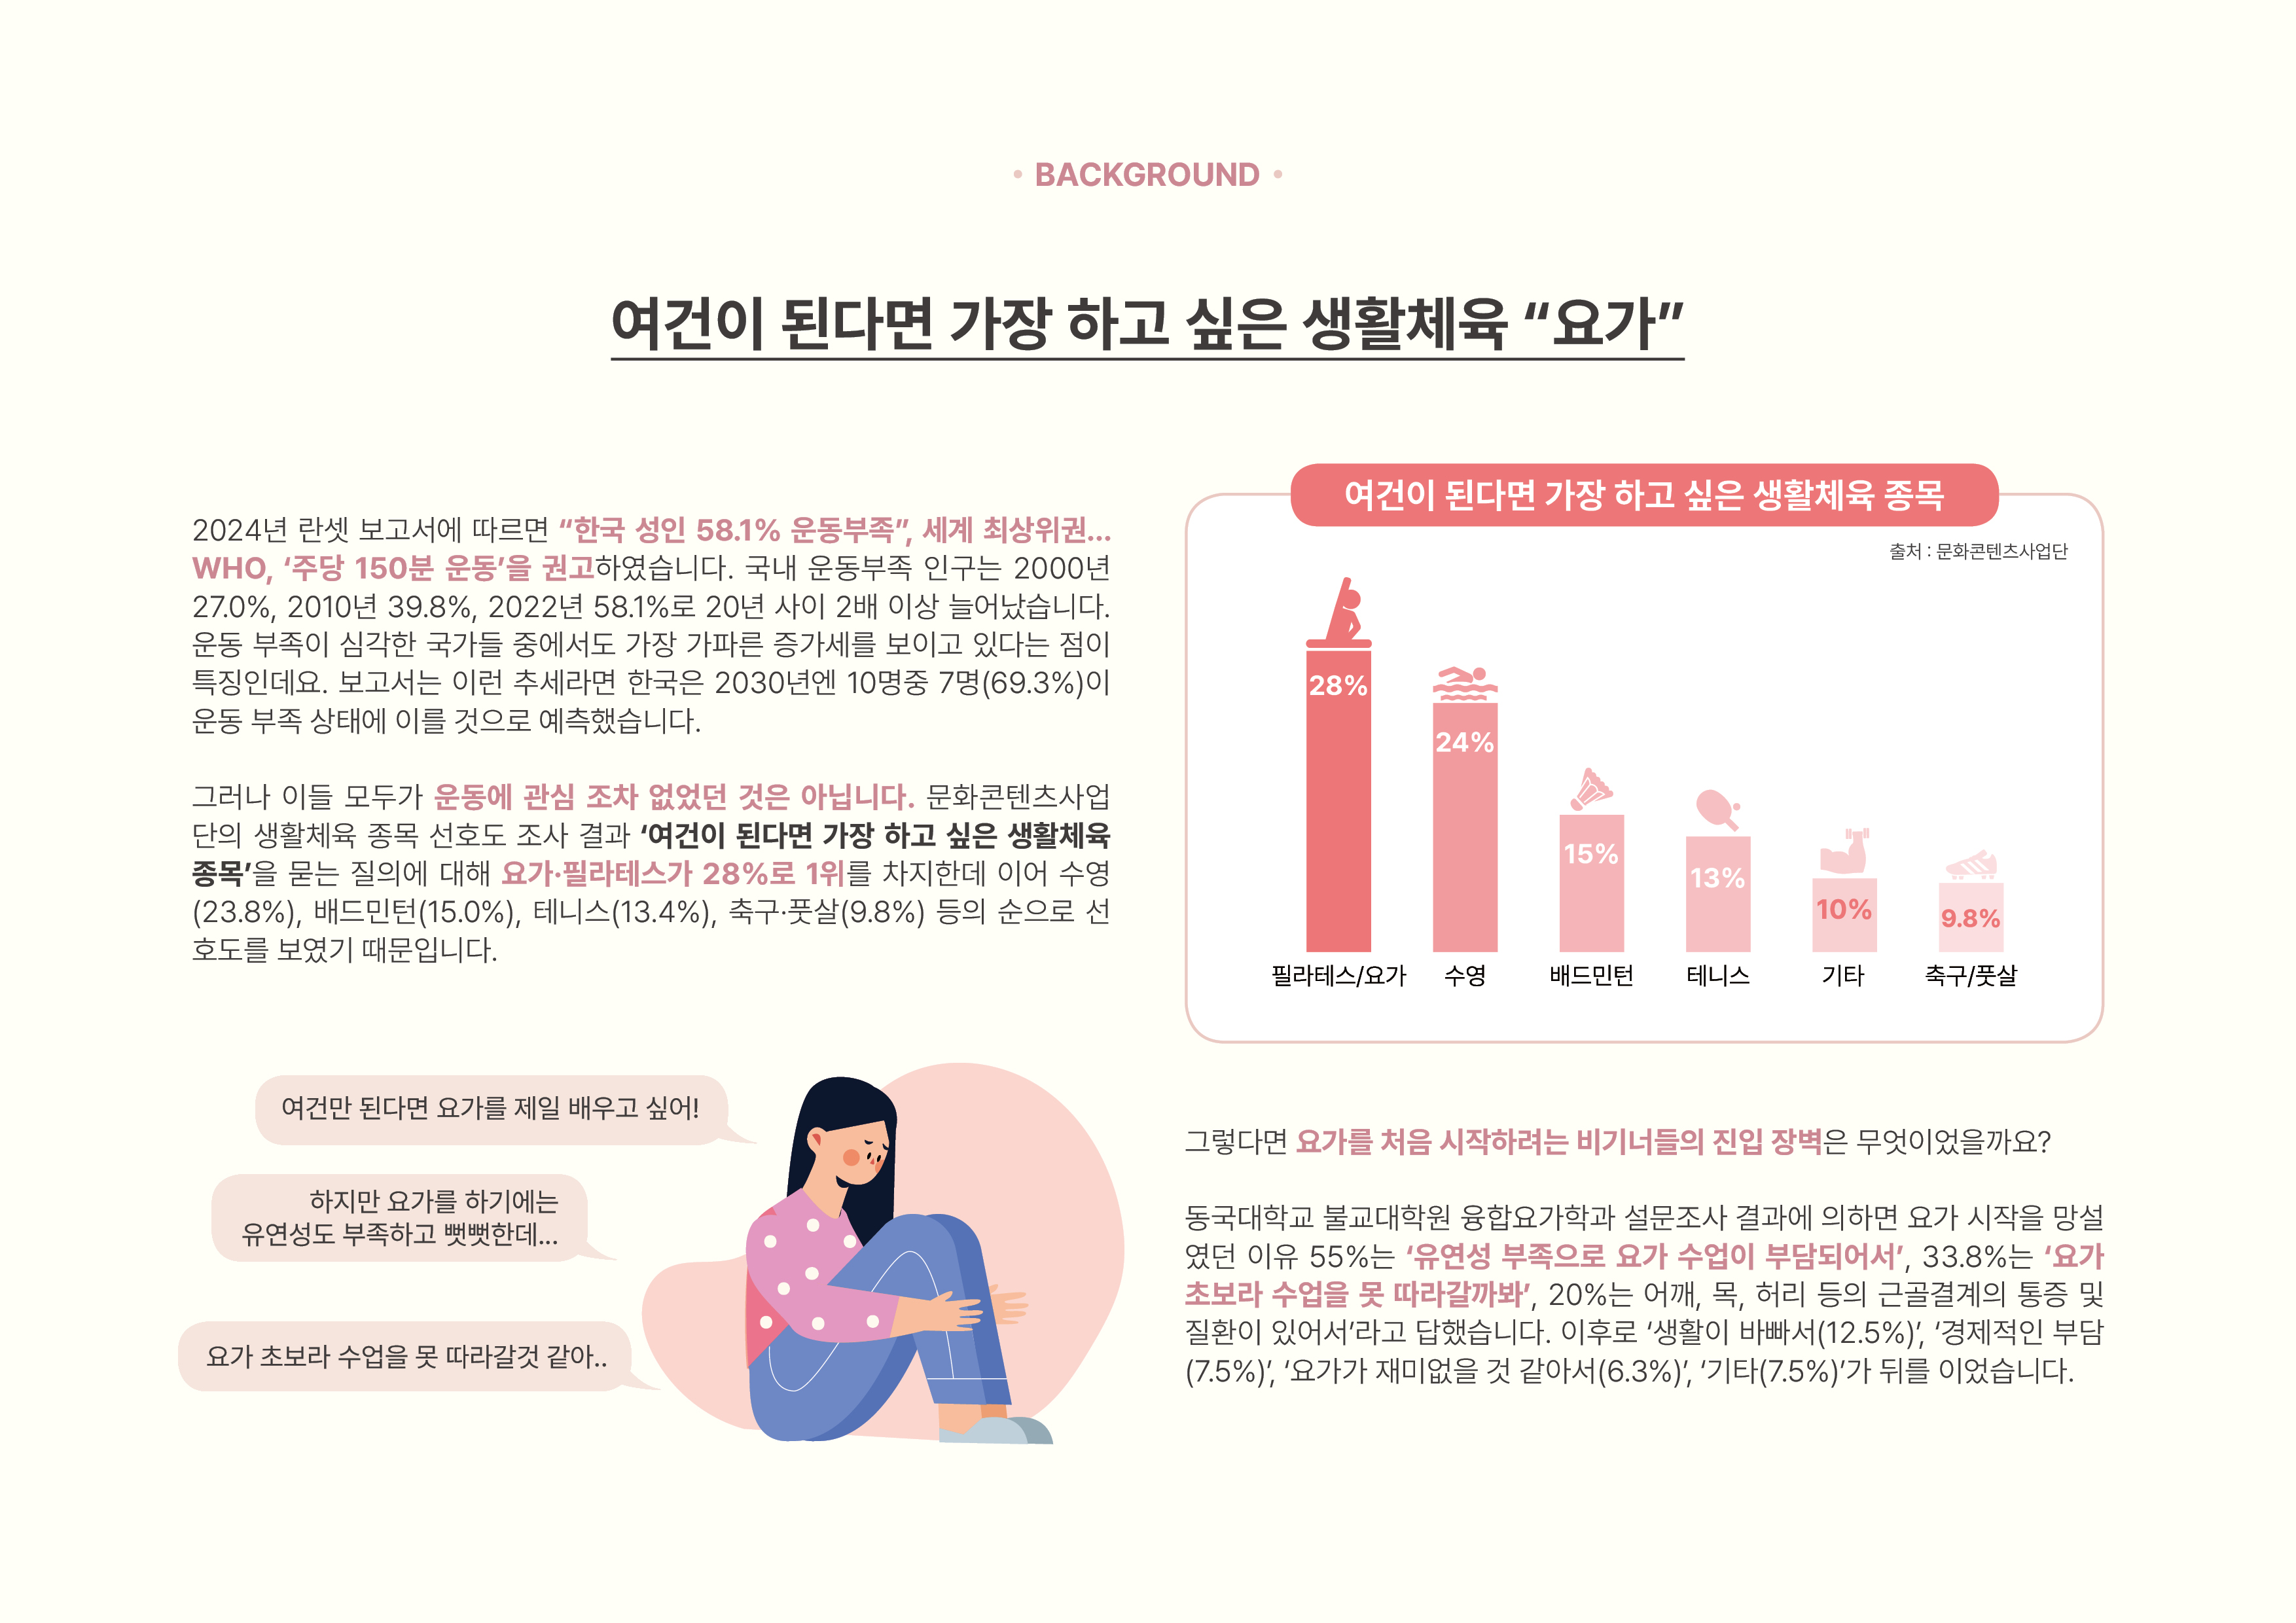 • BACKGROUND •
여건이 된다면 가장 하고 싶은 생활체육 “요가”
2024년 란셋 보고서에 따르면 “한국 성인 58.1% 운동부족”, 세계 최상위권...
WHO, ‘주당 150분 운동’을 권고하였습니다. 국내 운동부족 인구는 2000년
27.0%, 2010년 39.8%, 2022년 58.1%로 20년 사이 2배 이상 늘어났습니다.
운동 부족이 심각한 국가들 중에서도 가장 가파른 증가세를 보이고 있다는 점이
특징인데요. 보고서는 이런 추세라면 한국은 2030년엔 10명중 7명(69.3%)이
운동 부족 상태에 이를 것으로 예측했습니다.
그러나 이들 모두가 운동에 관심 조차 없었던 것은 아닙니다. 문화콘텐츠사업
단의 생활체육 종목 선호도 조사 결과 ‘여건이 된다면 가장 하고 싶은 생활체육
종목’을 묻는 질의에 대해 요가·필라테스가 28%로 1위를 차지한데 이어 수영
(23.8%), 배드민턴(15.0%), 테니스(13.4%), 축구·풋살(9.8%) 등의 순으로 선
호도를 보였기 때문입니다.
여건만 된다면 요가를 제일 배우고 싶어!
하지만 요가를 하기에는
유연성도 부족하고 뻣뻣한데...
요가 초보라 수업을 못 따라갈것 같아..
여건이 된다면 가장 하고 싶은 생활체육 종목
출처 : 문화콘텐츠사업단
28%
24%
15%
13%
10%
9.8%
필라테스/요가
수영
배드민턴
테니스
기타
축구/풋살
그렇다면 요가를 처음 시작하려는 비기너들의 진입 장벽은 무엇이었을까요?
동국대학교 불교대학원 융합요가학과 설문조사 결과에 의하면 요가 시작을 망설
였던 이유 55%는 ‘유연성 부족으로 요가 수업이 부담되어서’, 33.8%는 ‘요가
초보라 수업을 못 따라갈까봐’, 20%는 어깨, 목, 허리 등의 근골결계의 통증 및
질환이 있어서’라고 답했습니다. 이후로 ‘생활이 바빠서(12.5%)’, ‘경제적인 부담
(7.5%)’, ‘요가가 재미없을 것 같아서(6.3%)’, ‘기타(7.5%)’가 뒤를 이었습니다.